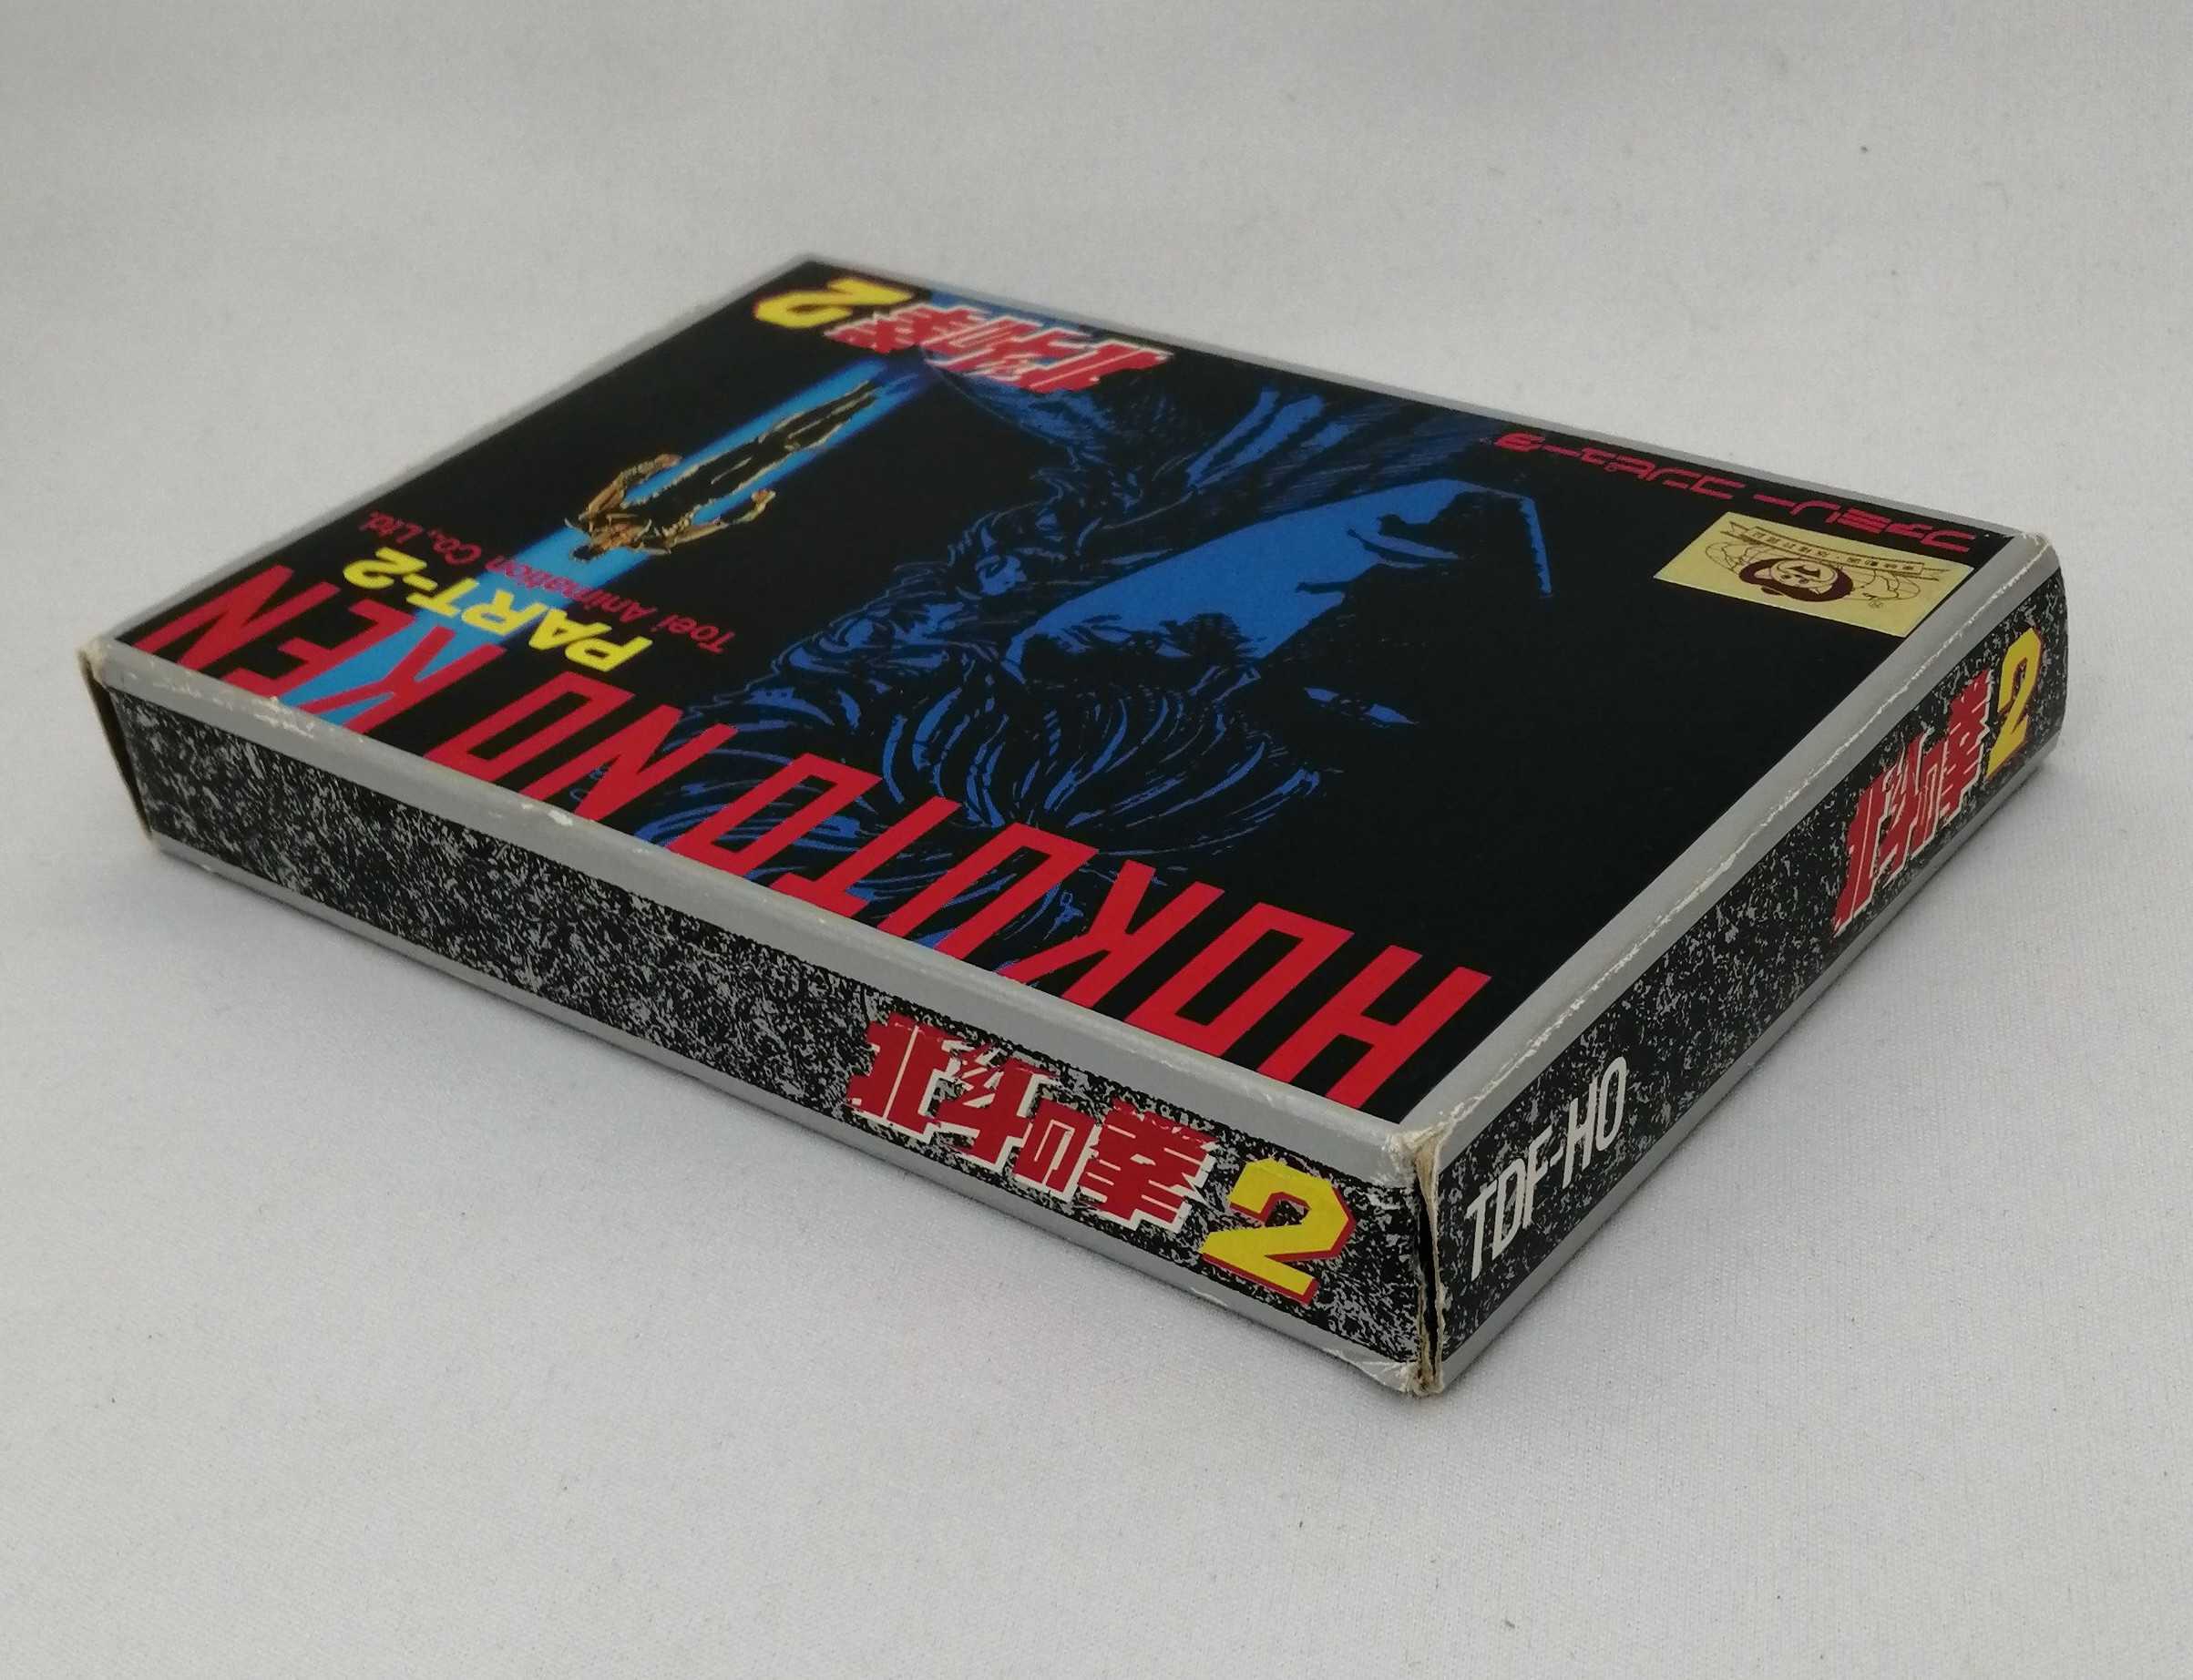 HOKUTO NO KEN
PART-2
Toei Animation Co., Ltd.
北斗の拳2
ファミリーコンピュータ
北斗の拳2
北斗の拳2
TDF-HO